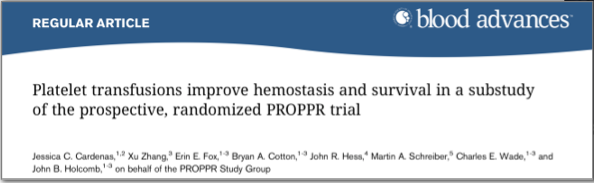 REGULAR ARTICLE
blood advances
Platelet transfusions improve hemostasis and survival in a substudy
of the prospective, randomized PROPPR trial
Jessica C. Cardenas,1,2 Xu Zhang,3 Erin E. Fox,1-3 Bryan A. Cotton,1-3 John R. Hess,4 Martin A. Schreiber,5 Charles E. Wade,1-3 and
John B. Holcomb,1-3 on behalf of the PROPPR Study Group